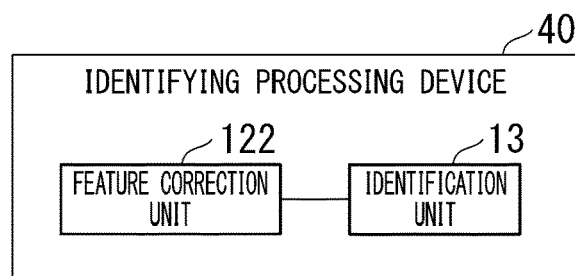 40
IDENTIFYING PROCESSING DEVICE
122
13
FEATURE CORRECTION
UNIT
IDENTIFICATION
UNIT